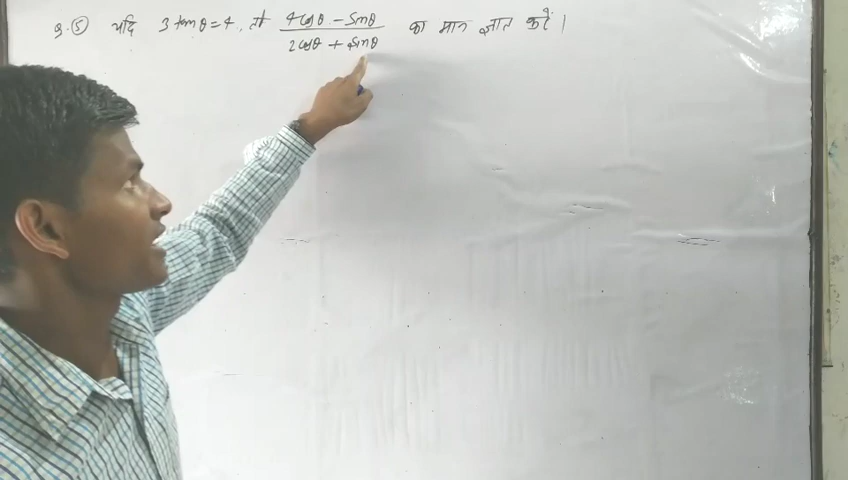 Q.⑤ यदि 3 tanθ = 4, तो (4cosθ - sinθ)/(2cosθ + sinθ) का मान ज्ञात करें।